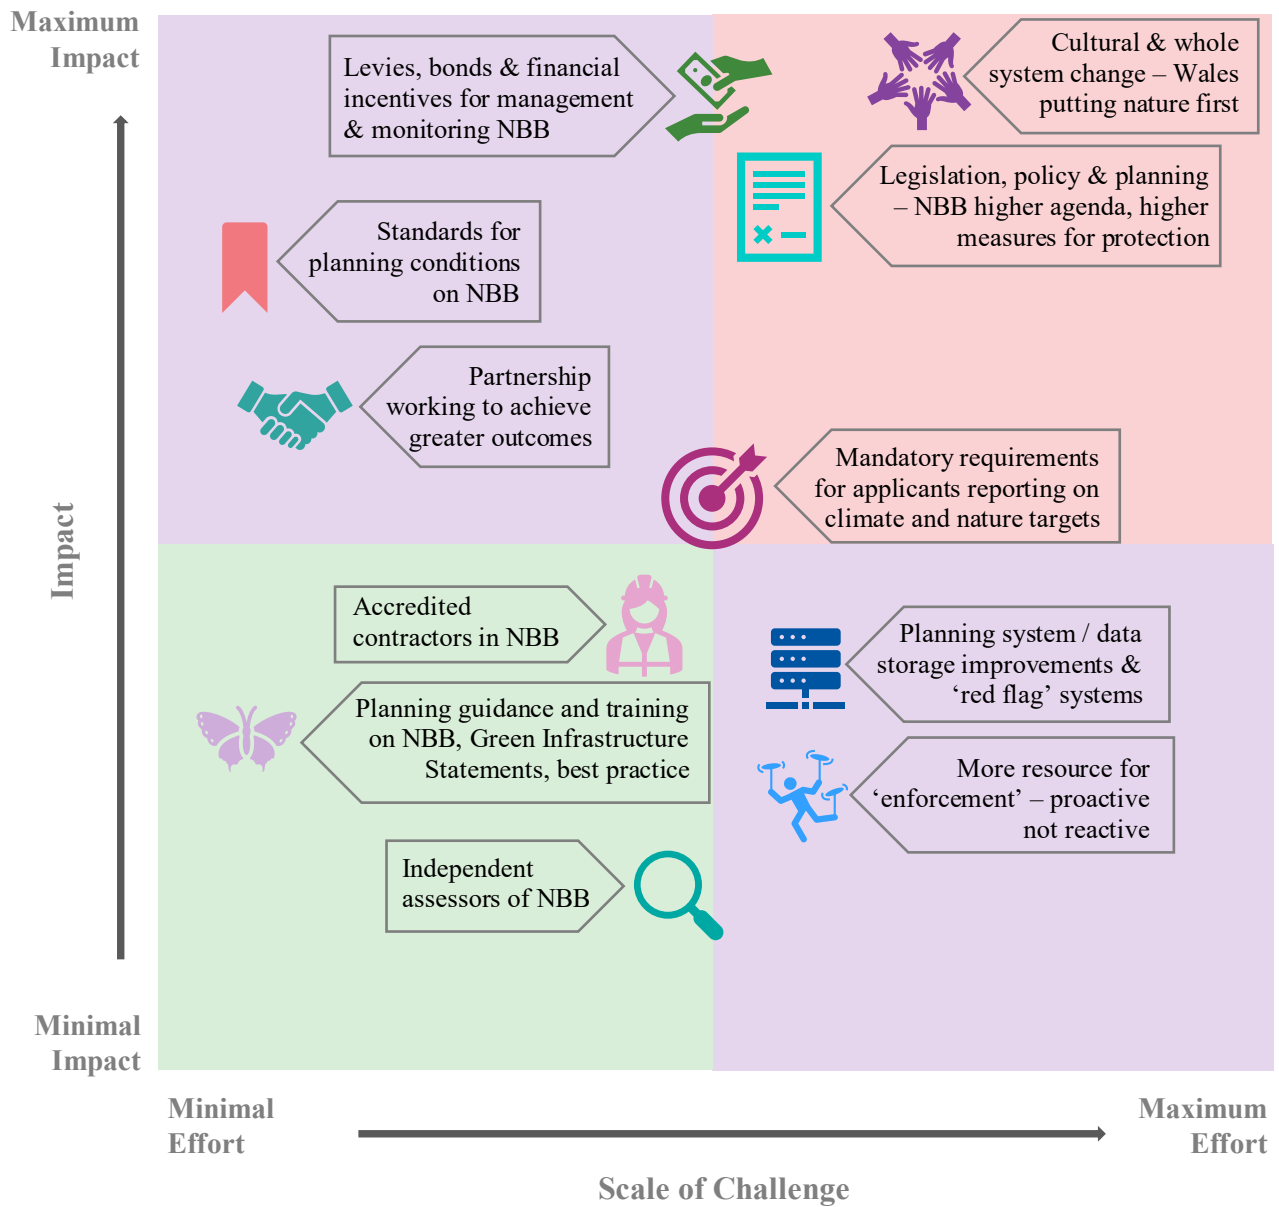 Maximum
Impact
Levies, bonds & financial
incentives for management
& monitoring NBB
Cultural & whole
system change – Wales
putting nature first
Legislation, policy & planning
– NBB higher agenda, higher
measures for protection
Standards for
planning conditions
on NBB
Partnership
working to achieve
greater outcomes
Mandatory requirements
for applicants reporting on
climate and nature targets
Impact
Accredited
contractors in NBB
Planning system / data
storage improvements &
‘red flag’ systems
Planning guidance and training
on NBB, Green Infrastructure
Statements, best practice
More resource for
‘enforcement’ – proactive
not reactive
Independent
assessors of NBB
Minimal
Impact
Minimal
Effort
Maximum
Effort
Scale of Challenge